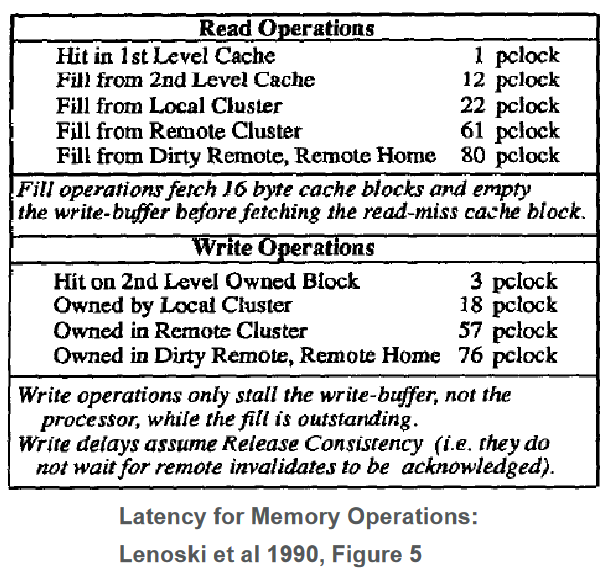 Read Operations
Hit in 1st Level Cache 1 pclock
Fill from 2nd Level Cache 12 pclock
Fill from Local Cluster 22 pclock
Fill from Remote Cluster 61 pclock
Fill from Dirty Remote, Remote Home 80 pclock
Fill operations fetch 16 byte cache blocks and empty
the write-buffer before fetching the read-miss cache block.
Write Operations
Hit on 2nd Level Owned Block 3 pclock
Owned by Local Cluster 18 pclock
Owned in Remote Cluster 57 pclock
Owned in Dirty Remote, Remote Home 76 pclock
Write operations only stall the write-buffer, not the
processor, while the fill is outstanding.
Write delays assume Release Consistency (i.e. they do
not wait for remote invalidates to be acknowledged).
Latency for Memory Operations:
Lenoski et al 1990, Figure 5